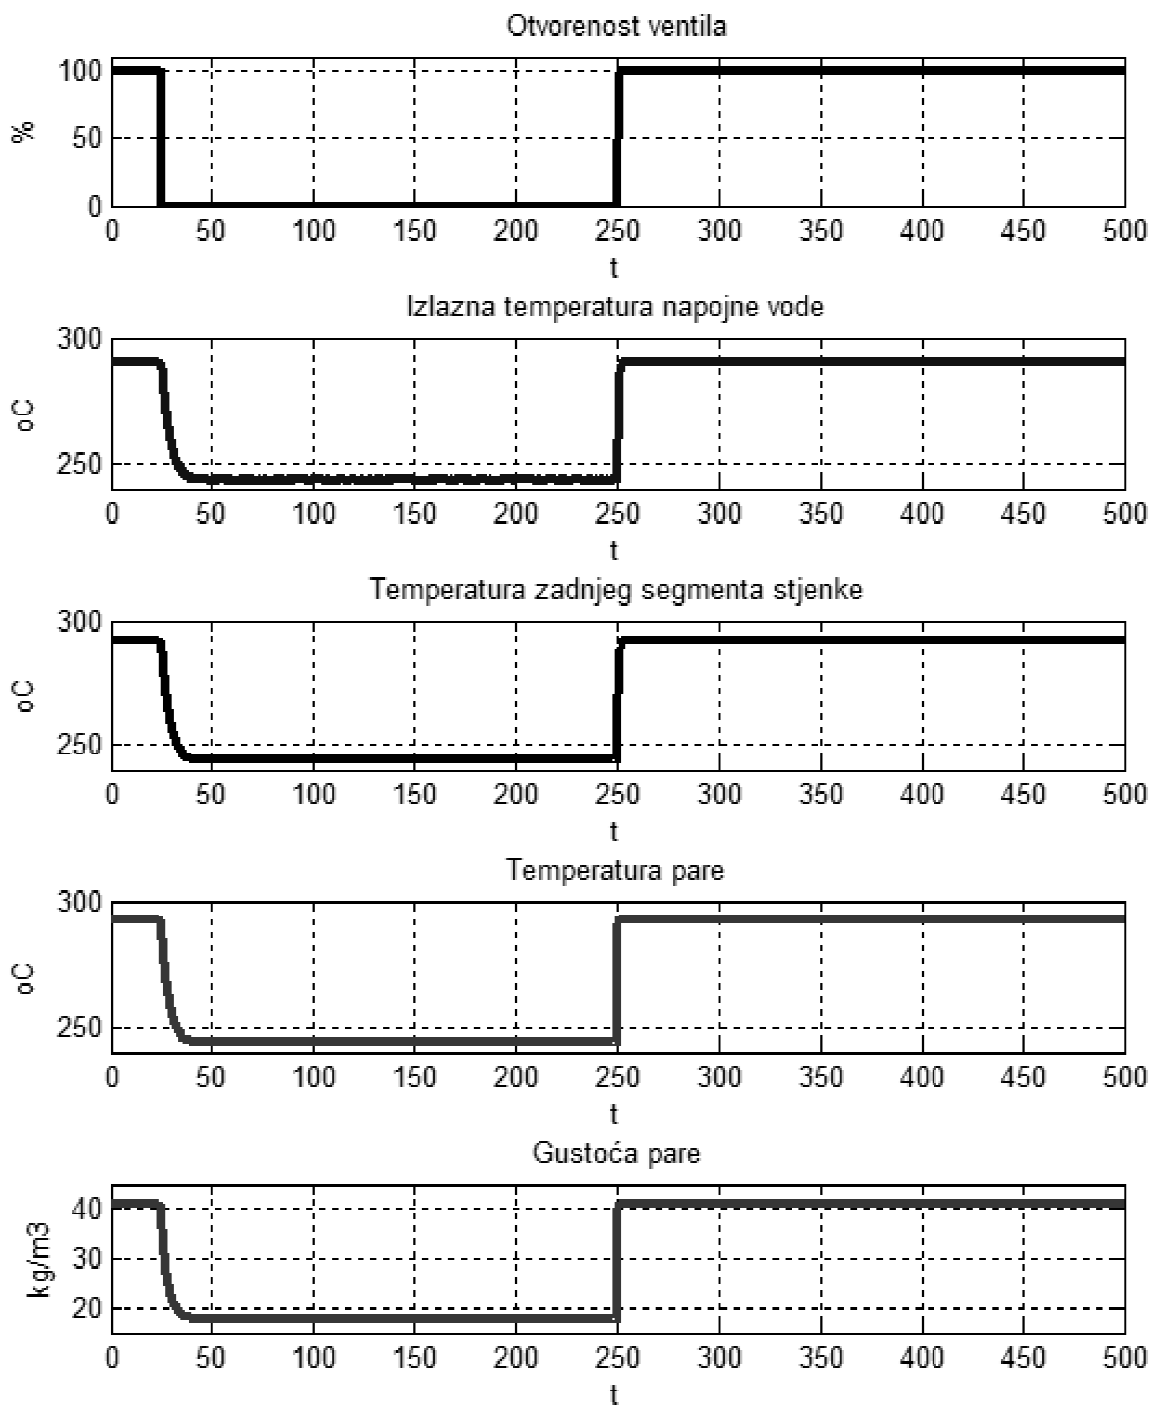 Otvorenost ventila
100
50
0
%
0 50 100 150 200 250 300 350 400 450 500
t
Izlazna temperatura napojne vode
300
250
oC
0 50 100 150 200 250 300 350 400 450 500
t
Temperatura zadnjeg segmenta stjenke
300
250
oC
0 50 100 150 200 250 300 350 400 450 500
t
Temperatura pare
300
250
oC
0 50 100 150 200 250 300 350 400 450 500
t
Gustoća pare
40
30
20
kg/m3
0 50 100 150 200 250 300 350 400 450 500
t